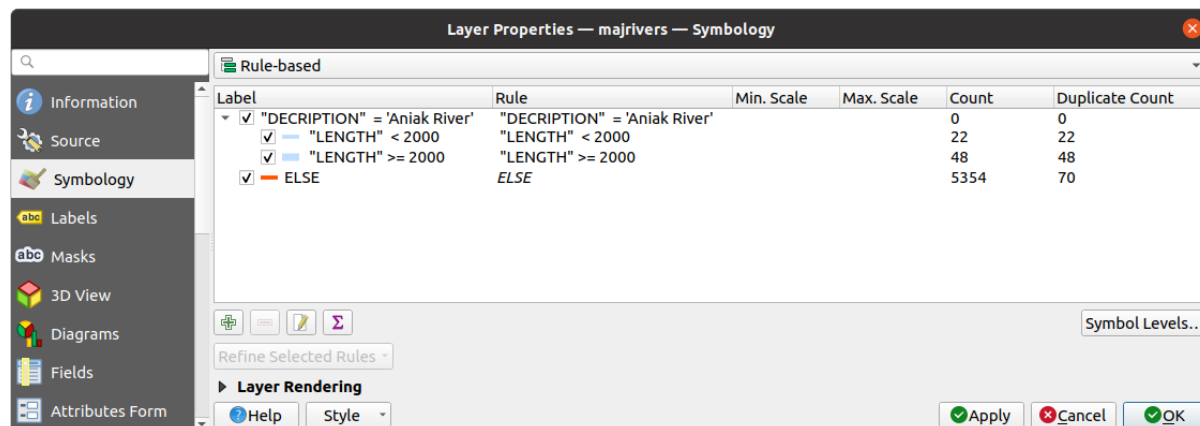 Layer Properties — majrivers — Symbology
Rule-based
Information
Source
Symbology
Labels
Masks
3D View
Diagrams
Fields
Attributes Form
Label Rule Min. Scale Max. Scale Count Duplicate Count
"DECRIPTION" = 'Aniak River' "DECRIPTION" = 'Aniak River' 0 0
"LENGTH" < 2000 "LENGTH" < 2000 22 22
"LENGTH" >= 2000 "LENGTH" >= 2000 48 48
ELSE ELSE 5354 70
Symbol Levels…
Refine Selected Rules
Layer Rendering
Help Style Apply Cancel OK
abc
abc